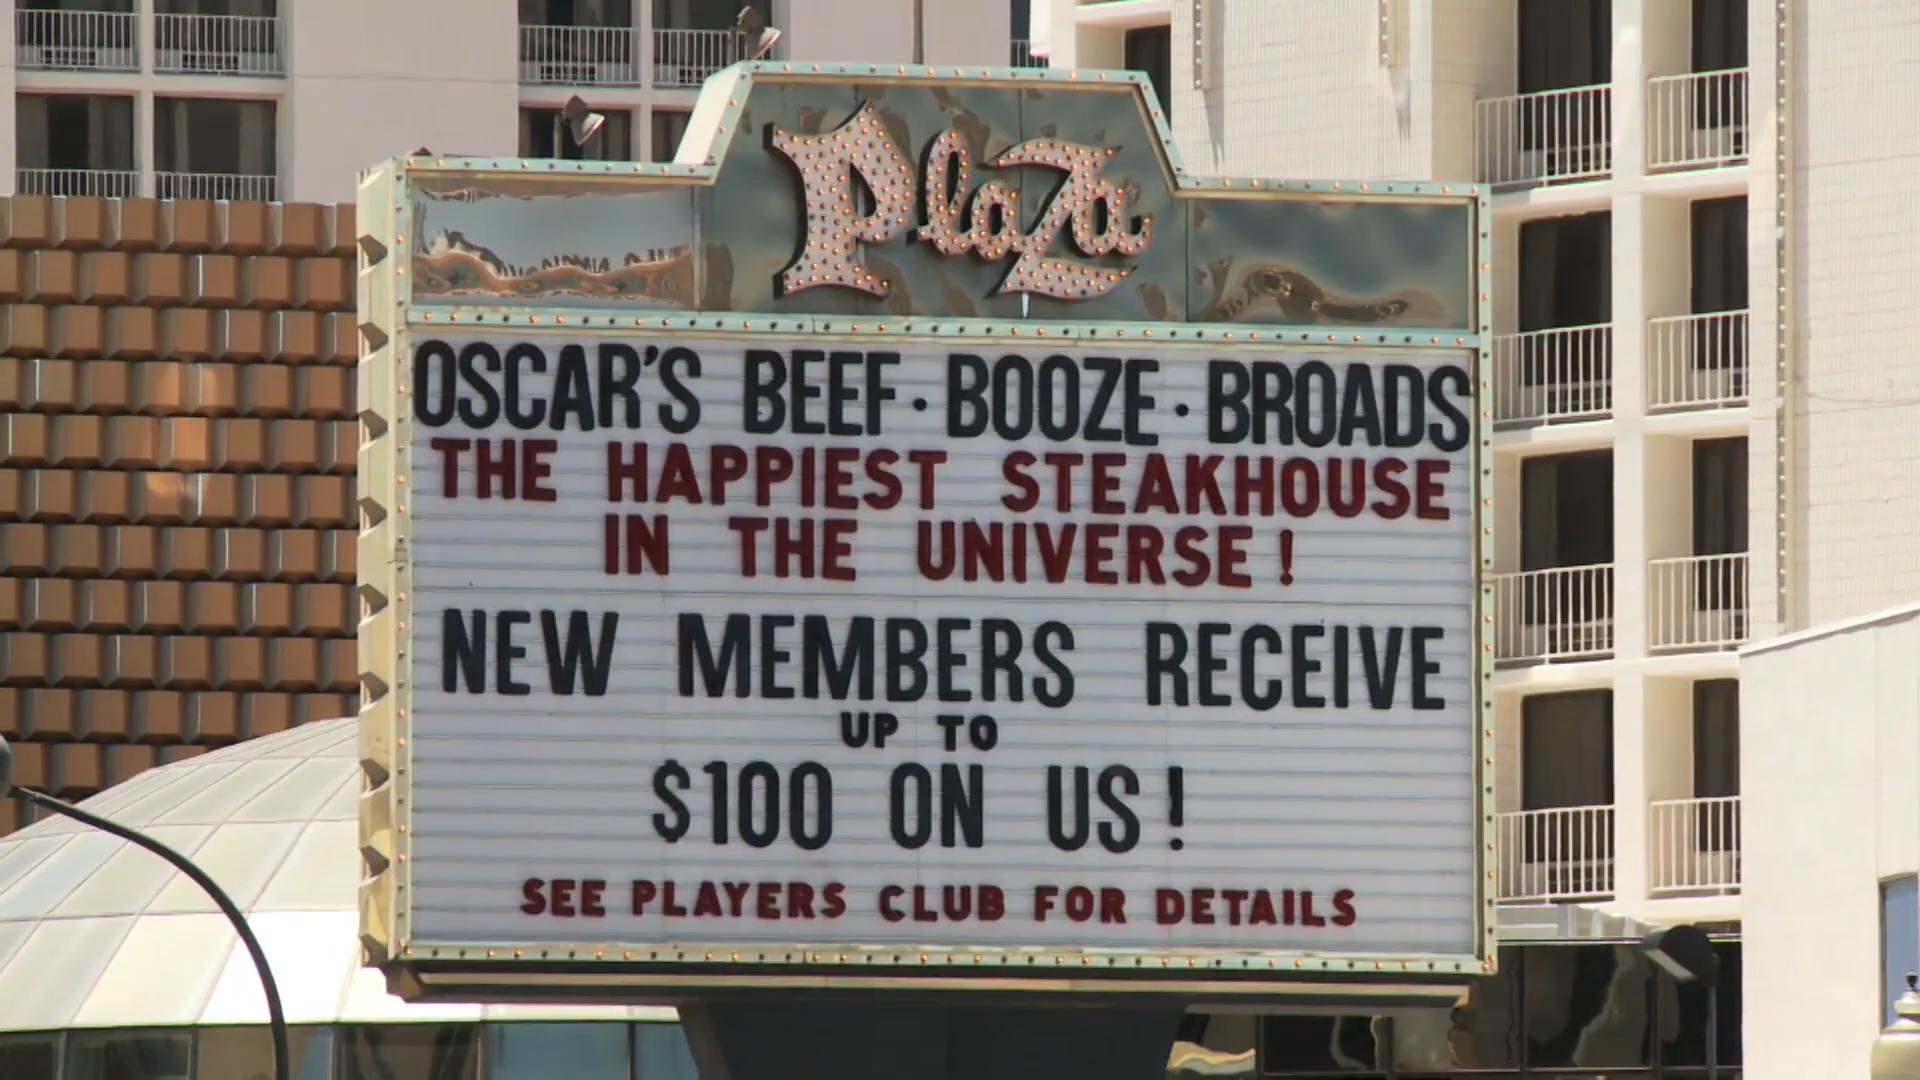 Plaza
OSCAR'S BEEF · BOOZE · BROADS
THE HAPPIEST STEAKHOUSE
IN THE UNIVERSE!
NEW MEMBERS RECEIVE
UP TO
$100 ON US!
SEE PLAYERS CLUB FOR DETAILS